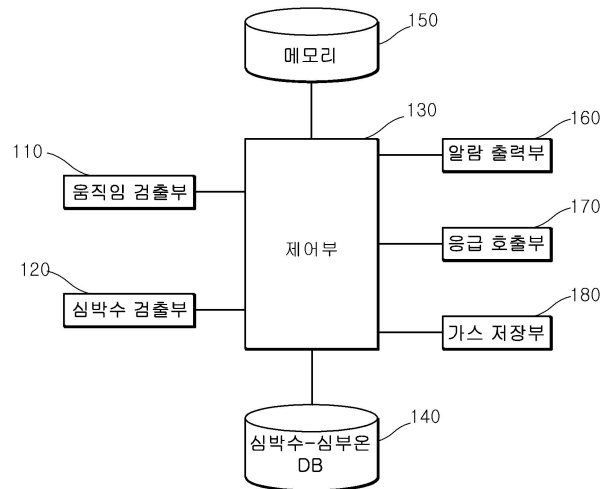 150
메모리
130
160
110
알람 출력부
움직임 검출부
170
제어부
응급 호출부
120
180
심박수 검출부
가스 저장부
140
심박수-심부온
DB